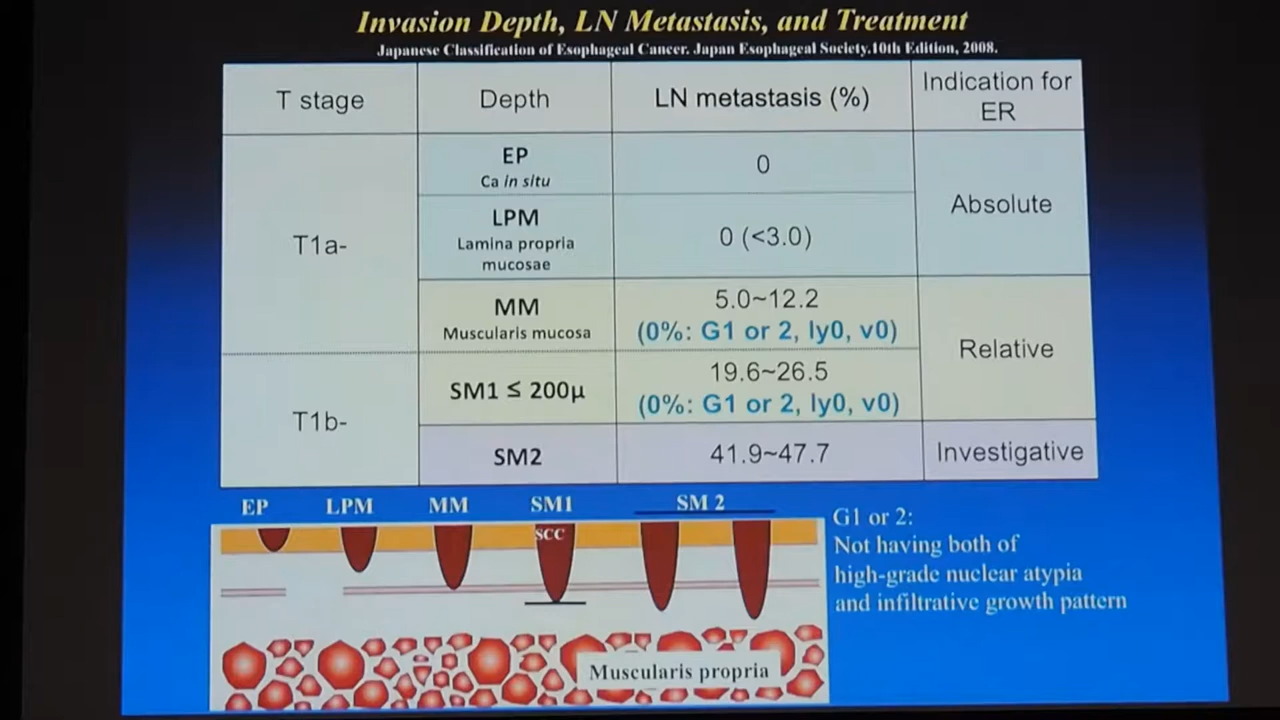 Invasion Depth, LN Metastasis, and Treatment
Japanese Classification of Esophageal Cancer. Japan Esophageal Society.10th Edition, 2008.
T stage
Depth
LN metastasis (%)
Indication for
ER
T1a-
EP
Ca in situ
0
Absolute
LPM
Lamina propria
mucosae
0 (<3.0)
MM
Muscularis mucosa
5.0~12.2
(0%: G1 or 2, ly0, v0)
Relative
T1b-
SM1 ≤ 200μ
19.6~26.5
(0%: G1 or 2, ly0, v0)
SM2
41.9~47.7
Investigative
EP
LPM
MM
SM1
SM 2
SCC
Muscularis propria
G1 or 2:
Not having both of
high-grade nuclear atypia
and infiltrative growth pattern